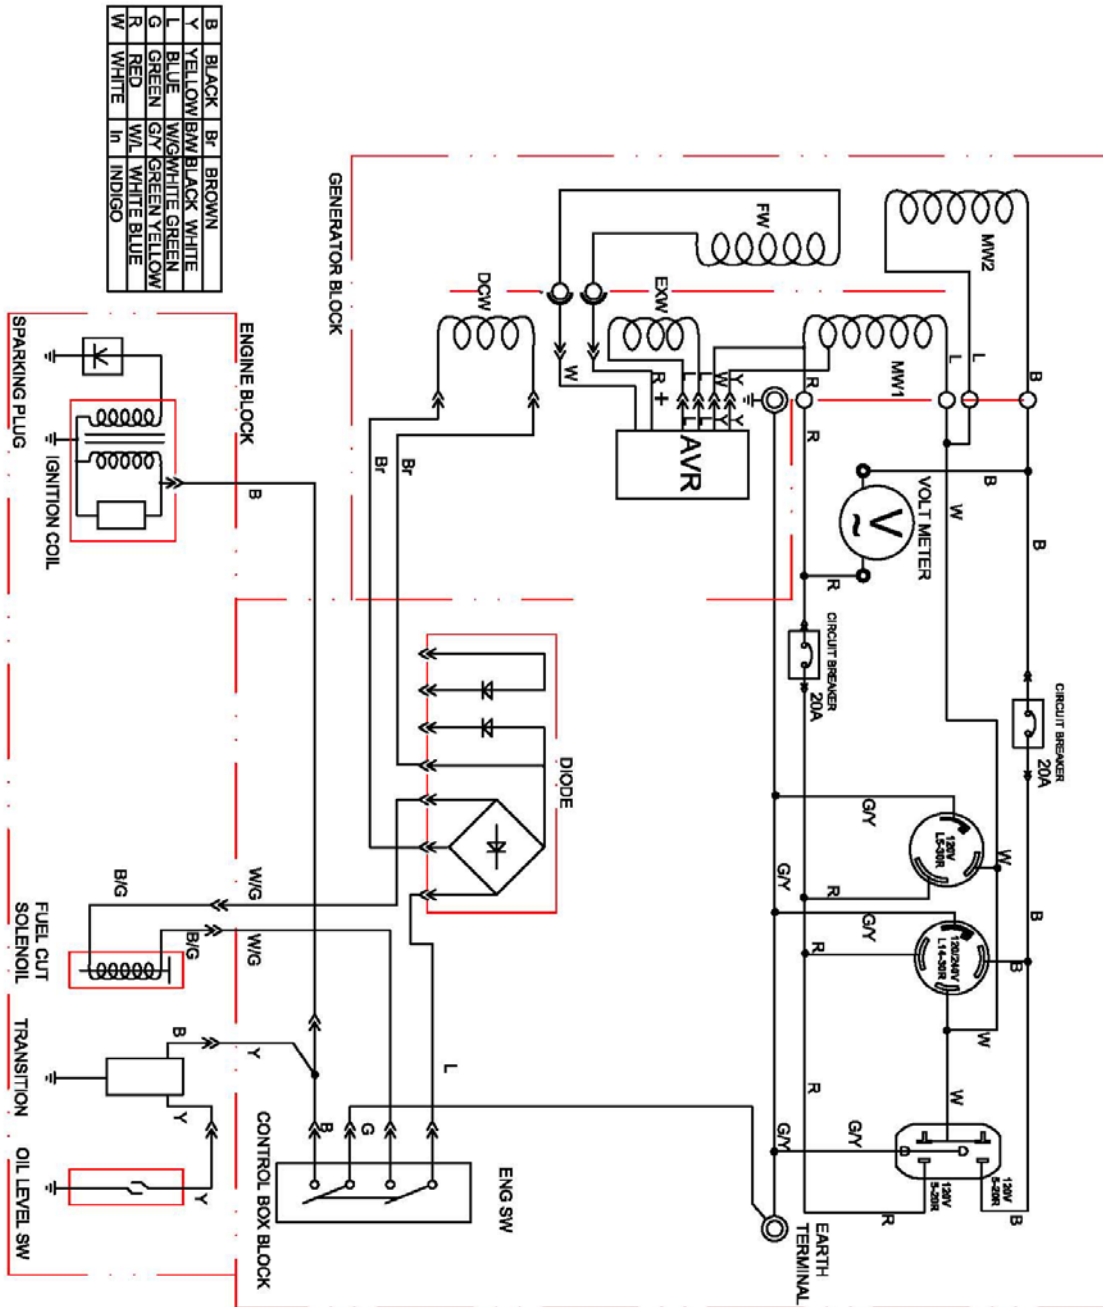 CIRCUIT BREAKER
20A
B
B
B
B
B
120V
5-20R
120V
5-20R
MW2
L
L
W
W
W
W
120V
L5-30R
120/240V
L14-30R
VOLT METER
V
~
B
MW1
R
R
R
CIRCUIT BREAKER
20A
R
R
R
R
G/Y
G/Y
G/Y
G/Y
G/Y
EARTH
TERMINAL
FW
EXW
Y
W
L
L
R
+
W
Y
Y
L
L
AVR
DCW
DIODE
ENG SW
Br
Br
L
G
B
GENERATOR BLOCK
CONTROL BOX BLOCK
ENGINE BLOCK
B
W/G
W/G
Y
B/G
B/G
B
Y
Y
IGNITION COIL
SPARKING PLUG
FUEL CUT
SOLENOIL
TRANSITION
OIL LEVEL SW
B BLACK Br BROWN
Y YELLOW B/W BLACK WHITE
L BLUE W/G WHITE GREEN
G GREEN G/Y GREEN YELLOW
R RED W/L WHITE BLUE
W WHITE In INDIGO